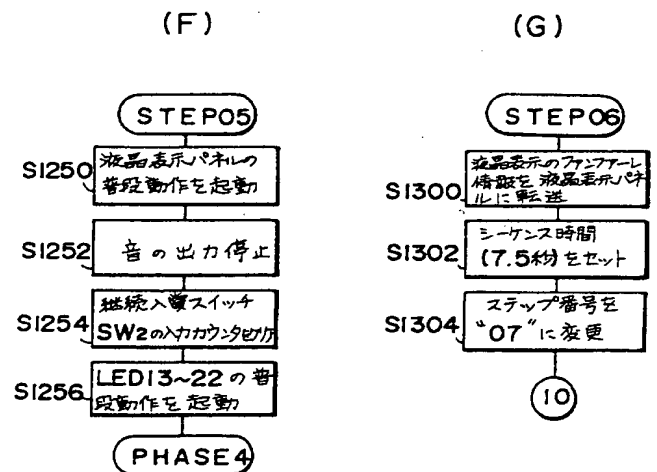 (F)
STEP05
S1250
液晶表示パネルの
普段動作を起動
S1252
音の出力停止
S1254
継続入賞スイッチ
SW2の入力カウンタをクリア
S1256
LED13~22の普
段動作を起動
PHASE4
(G)
STEP06
S1300
液晶表示のファンファーレ
情報を液晶表示パネ
ルに転送
S1302
シーケンス時間
(7.5秒)をセット
S1304
ステップ番号を
"07"に変更
10